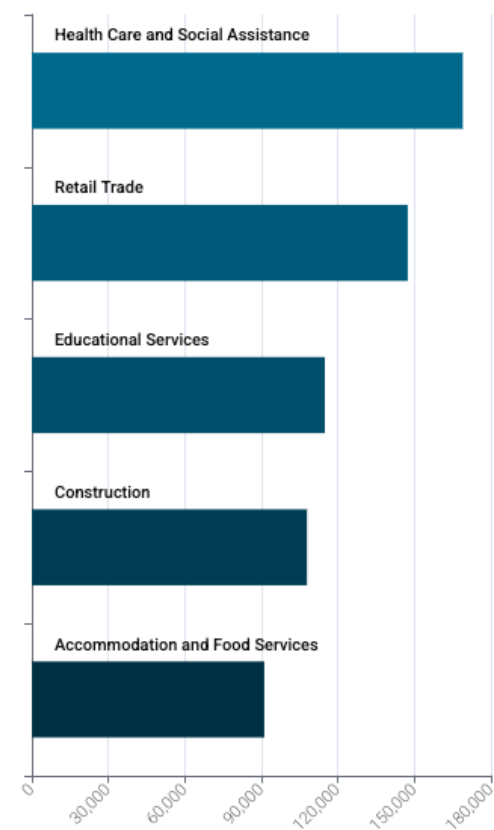 Health Care and Social Assistance
Retail Trade
Educational Services
Construction
Accommodation and Food Services
0
30,000
60,000
90,000
120,000
150,000
180,000